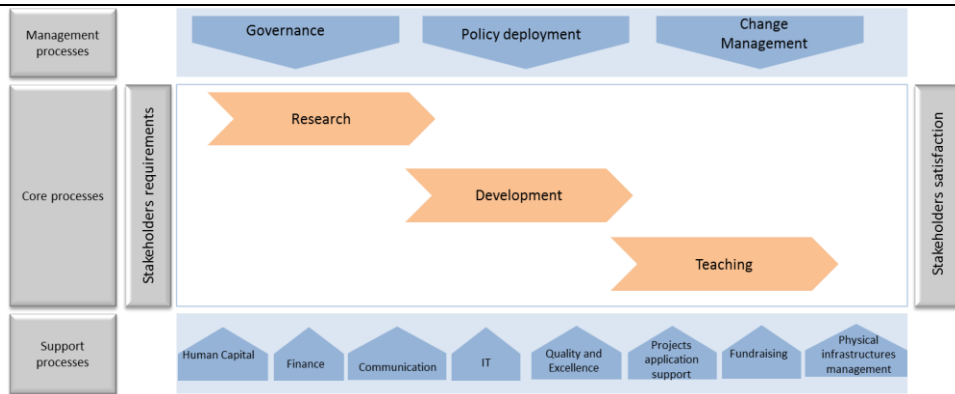 Management
processes
Governance
Policy deployment
Change
Management
Core processes
Stakeholders requirements
Research
Development
Teaching
Stakeholders satisfaction
Support
processes
Human Capital
Finance
Communication
IT
Quality and
Excellence
Projects
application
support
Fundraising
Physical
infrastructures
management